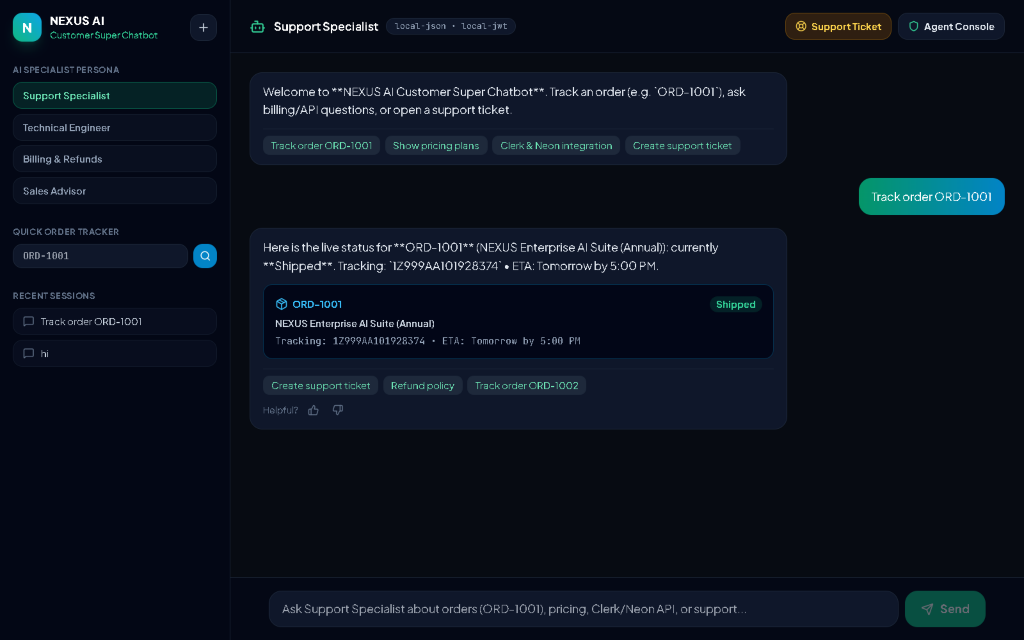 N
NEXUS AI
Customer Super Chatbot
AI SPECIALIST PERSONA
Support Specialist
Technical Engineer
Billing & Refunds
Sales Advisor
QUICK ORDER TRACKER
ORD-1001
RECENT SESSIONS
Track order ORD-1001
hi
Support Specialist
local-json • local-jwt
Support Ticket
Agent Console
Welcome to **NEXUS AI Customer Super Chatbot**. Track an order (e.g. `ORD-1001`), ask
billing/API questions, or open a support ticket.
Track order ORD-1001
Show pricing plans
Clerk & Neon integration
Create support ticket
Track order ORD-1001
Here is the live status for **ORD-1001** (NEXUS Enterprise AI Suite (Annual)): currently
**Shipped**. Tracking: `1Z999AA101928374` • ETA: Tomorrow by 5:00 PM.
ORD-1001
Shipped
NEXUS Enterprise AI Suite (Annual)
Tracking: 1Z999AA101928374 • ETA: Tomorrow by 5:00 PM
Create support ticket
Refund policy
Track order ORD-1002
Helpful?
Ask Support Specialist about orders (ORD-1001), pricing, Clerk/Neon API, or support...
Send